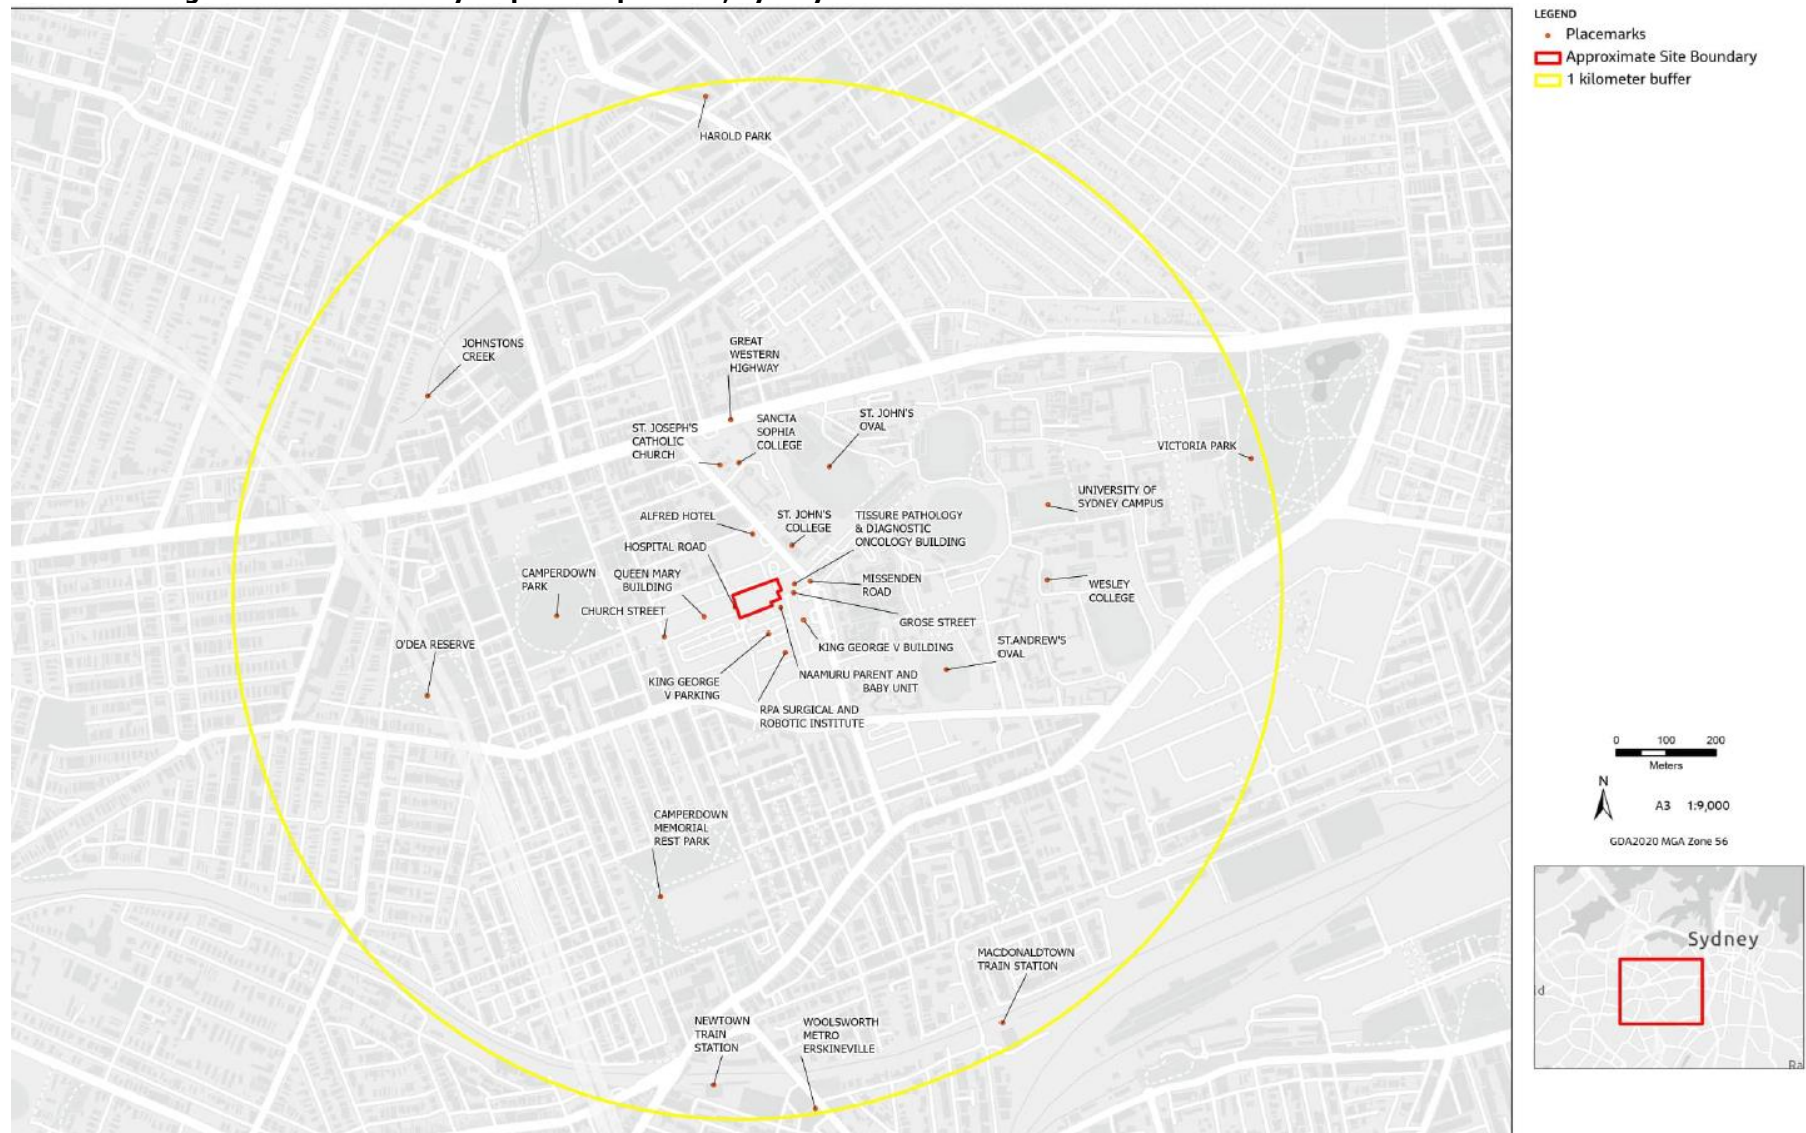 LEGEND
Placemarks
Approximate Site Boundary
1 kilometer buffer
HAROLD PARK
JOHNSTONS
CREEK
GREAT
WESTERN
HIGHWAY
ST. JOSEPH'S
CATHOLIC
CHURCH
SANCTA
SOPHIA
COLLEGE
ST. JOHN'S
OVAL
VICTORIA PARK
UNIVERSITY OF
SYDNEY CAMPUS
ALFRED HOTEL
ST. JOHN'S
COLLEGE
TISSURE PATHOLOGY
& DIAGNOSTIC
ONCOLOGY BUILDING
HOSPITAL ROAD
QUEEN MARY
BUILDING
CAMPERDOWN
PARK
CHURCH STREET
MISSENDEN
ROAD
WESLEY
COLLEGE
GROSE STREET
O'DEA RESERVE
KING GEORGE V BUILDING
ST.ANDREW'S
OVAL
KING GEORGE
V PARKING
NAAMURU PARENT AND
BABY UNIT
RPA SURGICAL AND
ROBOTIC INSTITUTE
CAMPERDOWN
MEMORIAL
REST PARK
MACDONALDTOWN
TRAIN STATION
NEWTOWN
TRAIN
STATION
WOOLSWORTH
METRO
ERSKINEVILLE
0 100 200
Meters
N
A3 1:9,000
GDA2020 MGA Zone 56
Sydney
d
Ra